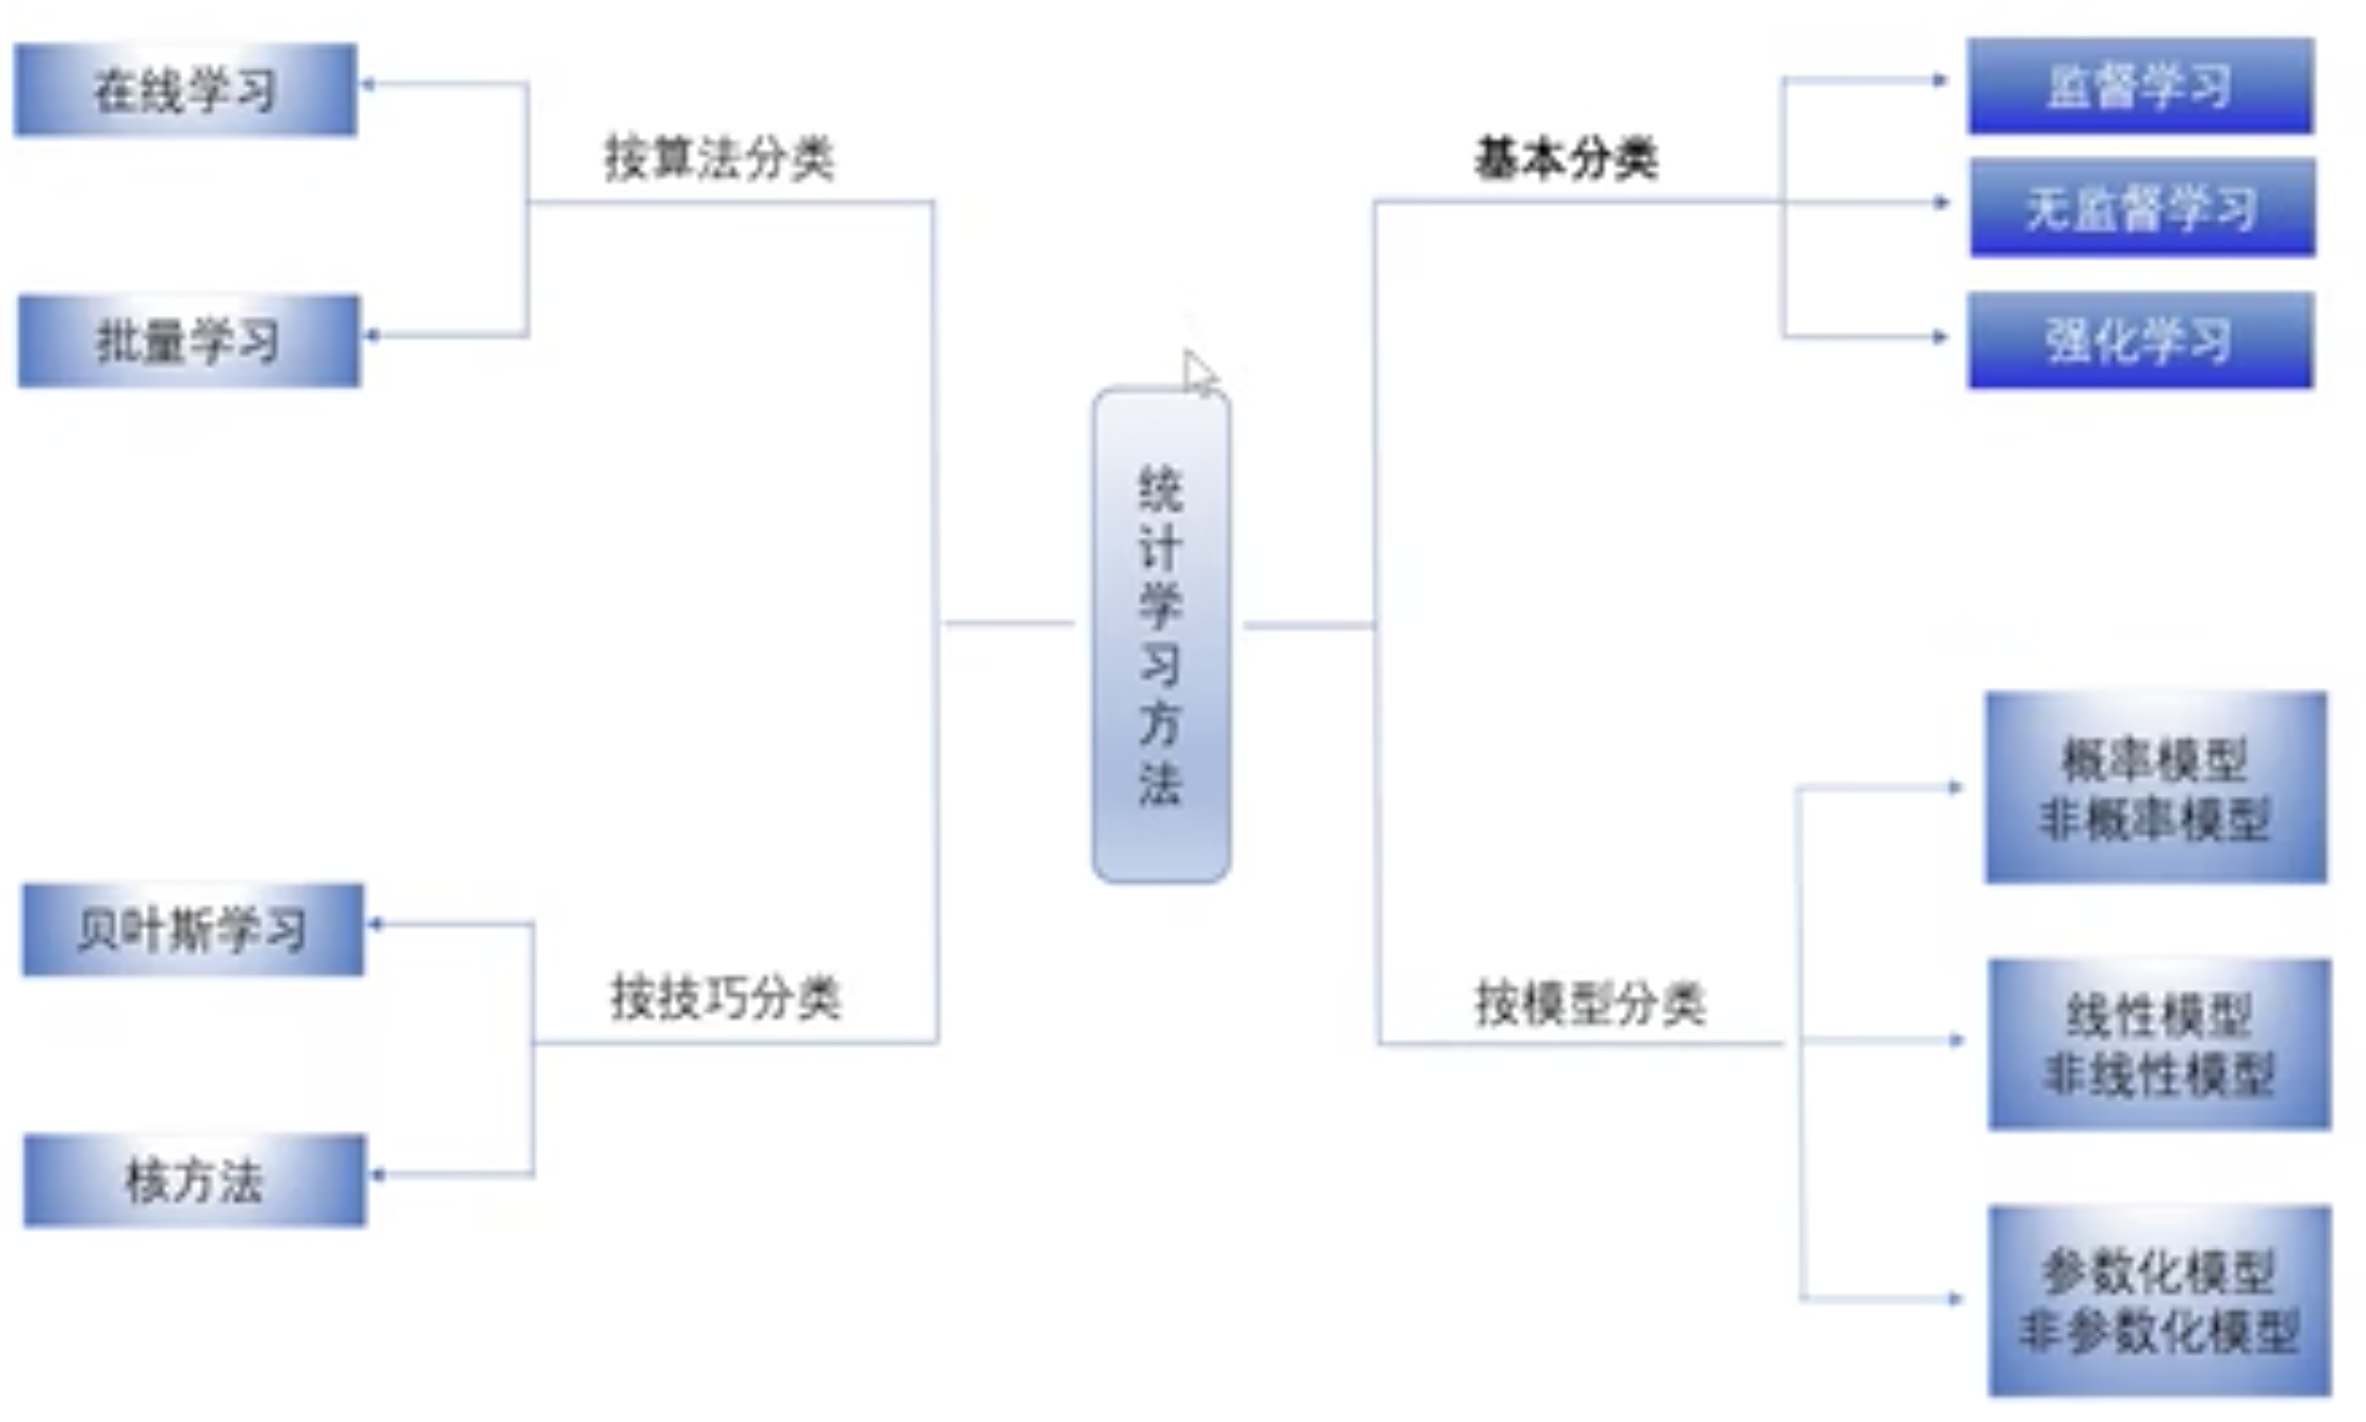 在线学习
按算法分类
批量学习
贝叶斯学习
按技巧分类
核方法
统计学习方法
基本分类
监督学习
无监督学习
强化学习
按模型分类
概率模型
非概率模型
线性模型
非线性模型
参数化模型
非参数化模型